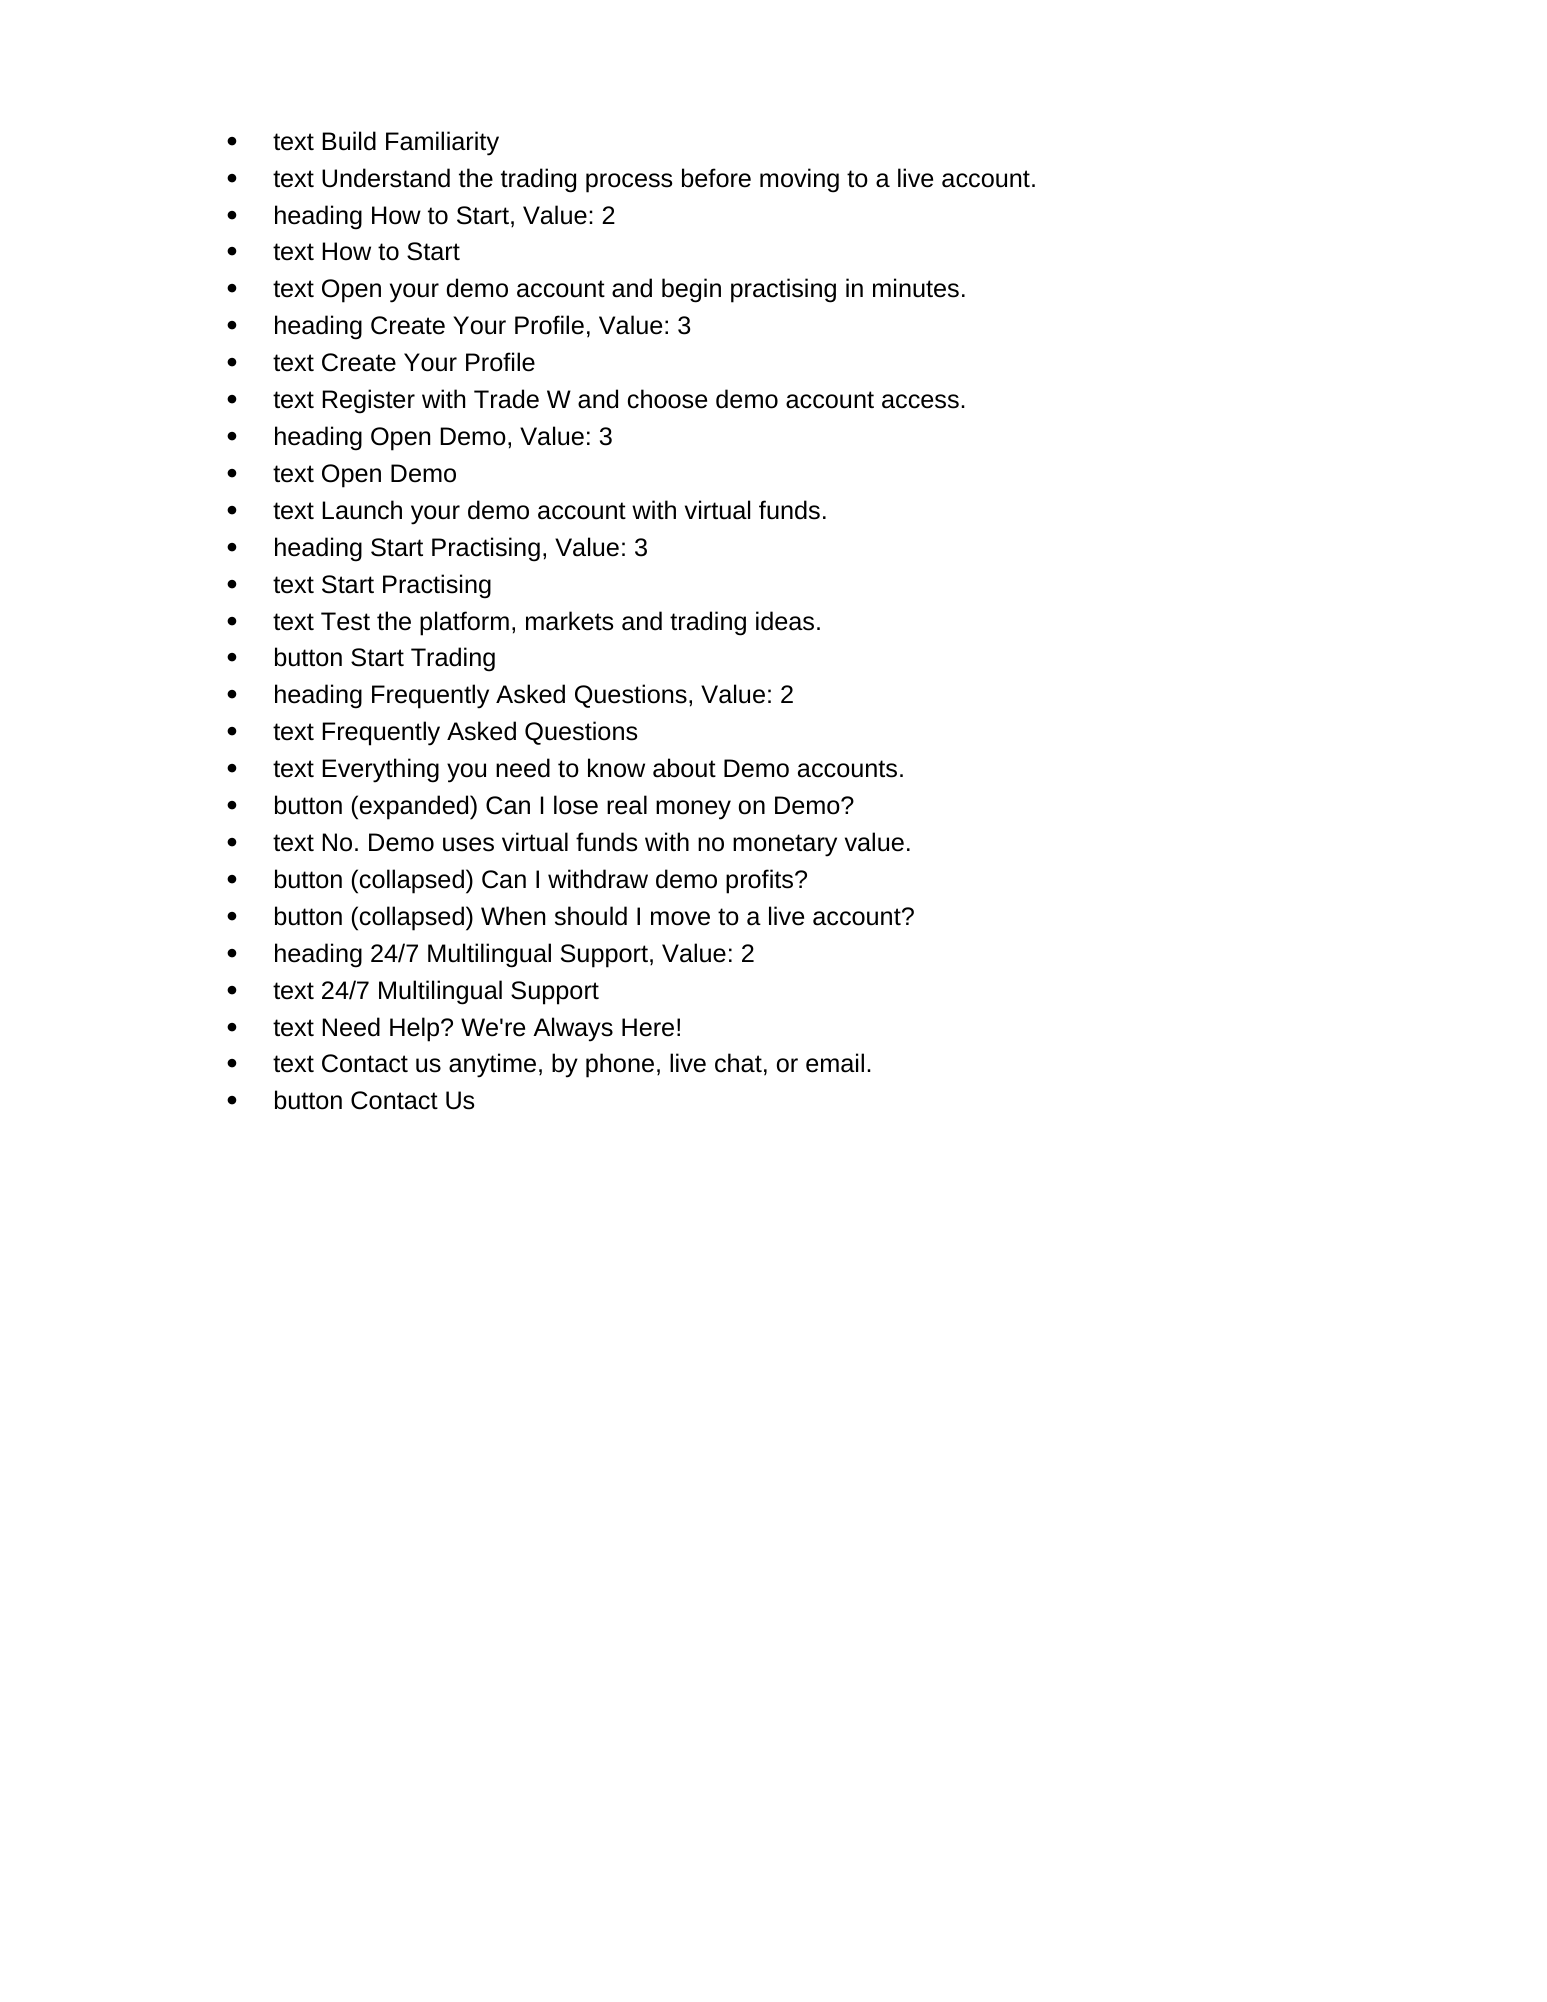 • text Build Familiarity
• text Understand the trading process before moving to a live account.
• heading How to Start, Value: 2
• text How to Start
• text Open your demo account and begin practising in minutes.
• heading Create Your Profile, Value: 3
• text Create Your Profile
• text Register with Trade W and choose demo account access.
• heading Open Demo, Value: 3
• text Open Demo
• text Launch your demo account with virtual funds.
• heading Start Practising, Value: 3
• text Start Practising
• text Test the platform, markets and trading ideas.
• button Start Trading
• heading Frequently Asked Questions, Value: 2
• text Frequently Asked Questions
• text Everything you need to know about Demo accounts.
• button (expanded) Can I lose real money on Demo?
• text No. Demo uses virtual funds with no monetary value.
• button (collapsed) Can I withdraw demo profits?
• button (collapsed) When should I move to a live account?
• heading 24/7 Multilingual Support, Value: 2
• text 24/7 Multilingual Support
• text Need Help? We're Always Here!
• text Contact us anytime, by phone, live chat, or email.
• button Contact Us